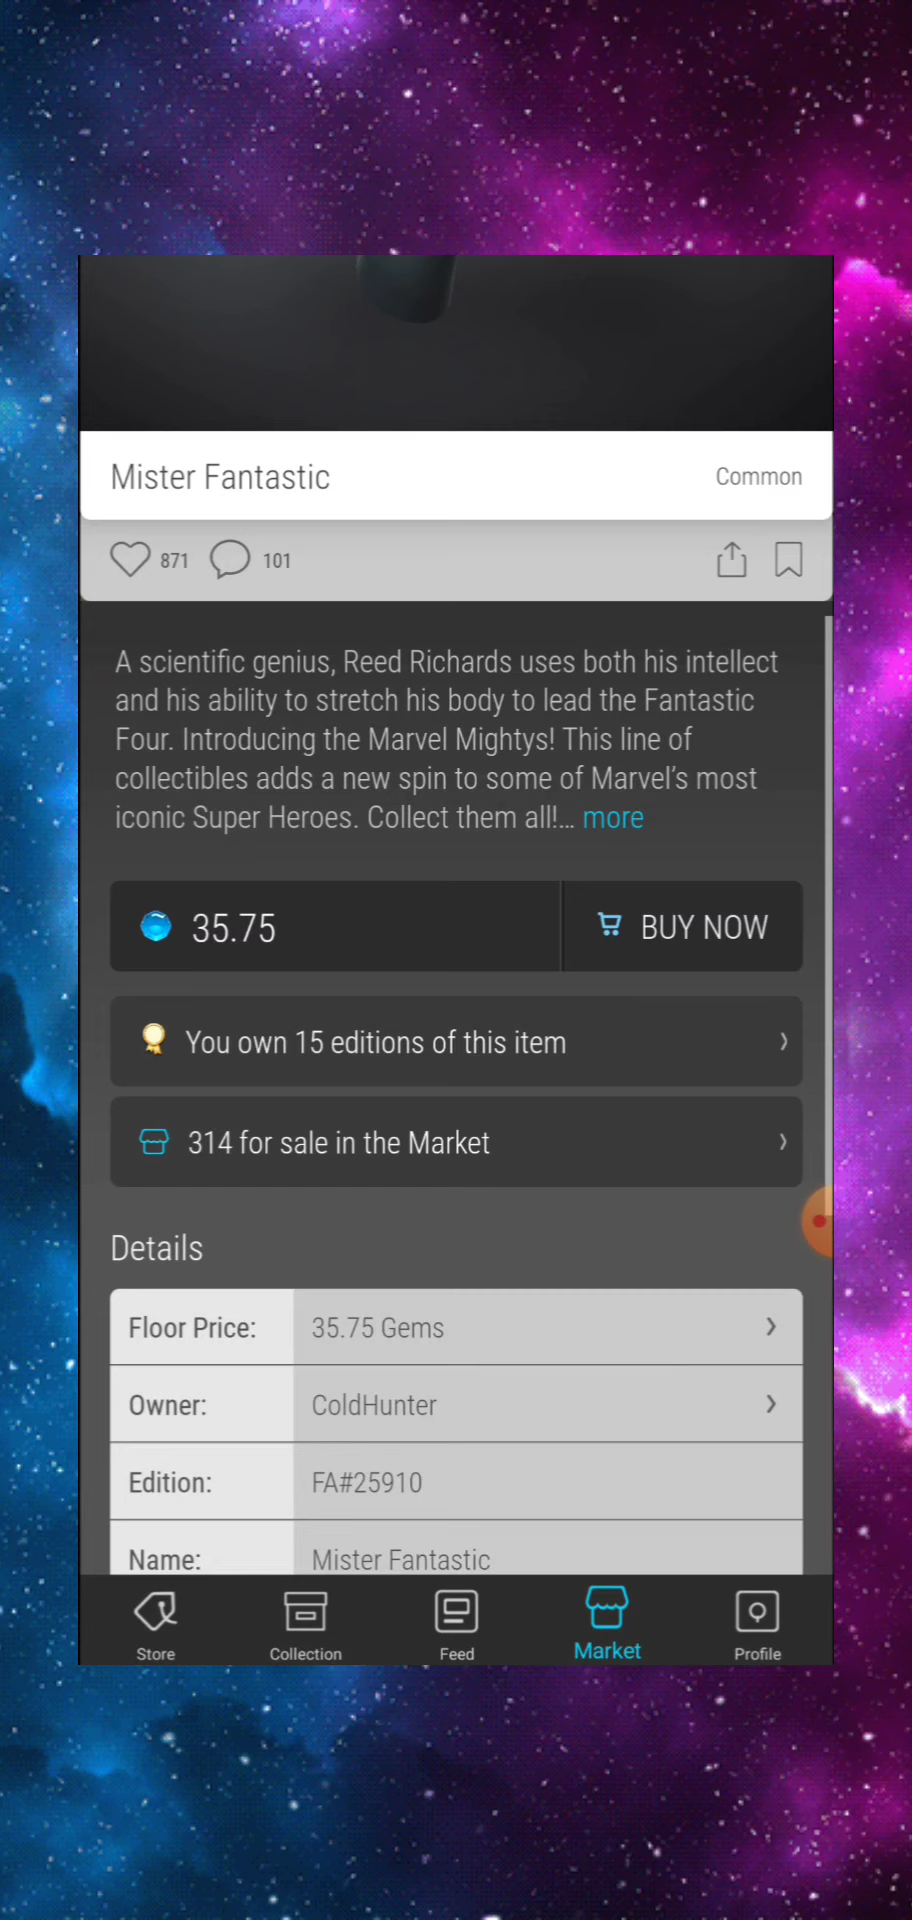 Mister Fantastic
Common
871
101
A scientific genius, Reed Richards uses both his intellect
and his ability to stretch his body to lead the Fantastic
Four. Introducing the Marvel Mightys! This line of
collectibles adds a new spin to some of Marvel's most
iconic Super Heroes. Collect them all!... more
35.75
BUY NOW
You own 15 editions of this item
314 for sale in the Market
Details
Floor Price: 35.75 Gems
Owner: ColdHunter
Edition: FA#25910
Name: Mister Fantastic
Store
Collection
Feed
Market
Profile